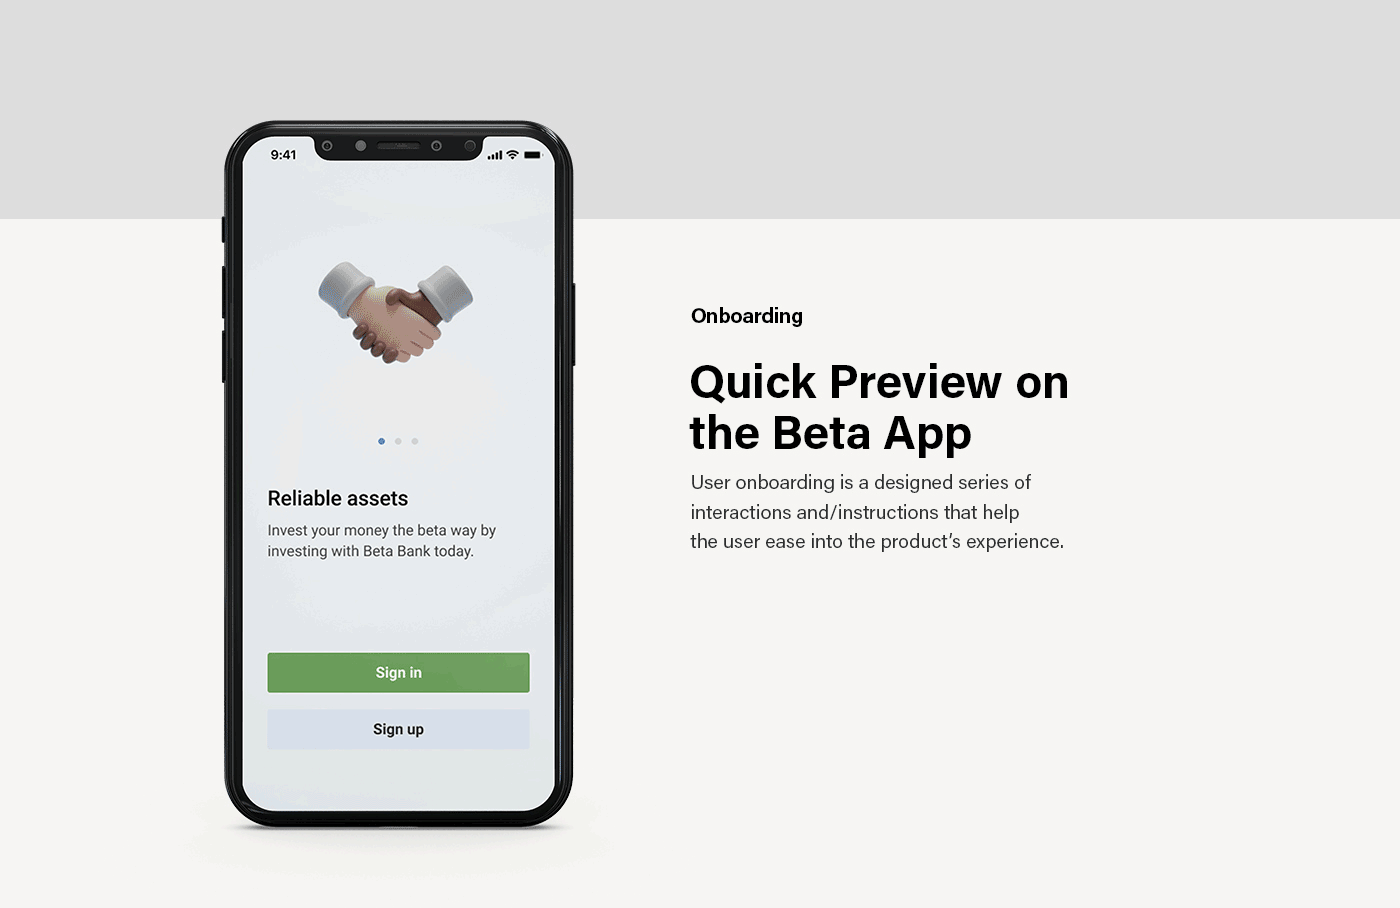 9:41
Reliable assets
Invest your money the beta way by
investing with Beta Bank today.
Sign in
Sign up
Onboarding
Quick Preview on
the Beta App
User onboarding is a designed series of
interactions and/instructions that help
the user ease into the product’s experience.